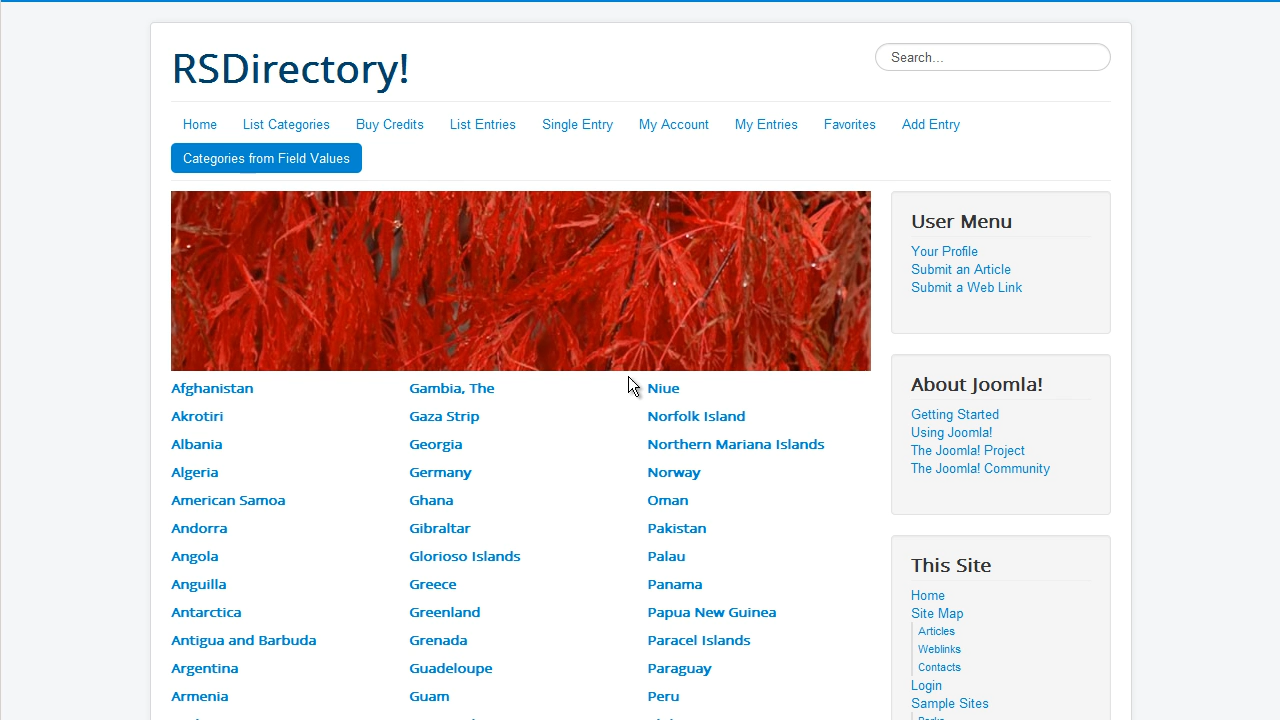 RSDirectory!
Search...
Home List Categories Buy Credits List Entries Single Entry My Account My Entries Favorites Add Entry
Categories from Field Values
Afghanistan
Akrotiri
Albania
Algeria
American Samoa
Andorra
Angola
Anguilla
Antarctica
Antigua and Barbuda
Argentina
Armenia
Gambia, The
Gaza Strip
Georgia
Germany
Ghana
Gibraltar
Glorioso Islands
Greece
Greenland
Grenada
Guadeloupe
Guam
Niue
Norfolk Island
Northern Mariana Islands
Norway
Oman
Pakistan
Palau
Panama
Papua New Guinea
Paracel Islands
Paraguay
Peru
User Menu
Your Profile
Submit an Article
Submit a Web Link
About Joomla!
Getting Started
Using Joomla!
The Joomla! Project
The Joomla! Community
This Site
Home
Site Map
Articles
Weblinks
Contacts
Login
Sample Sites